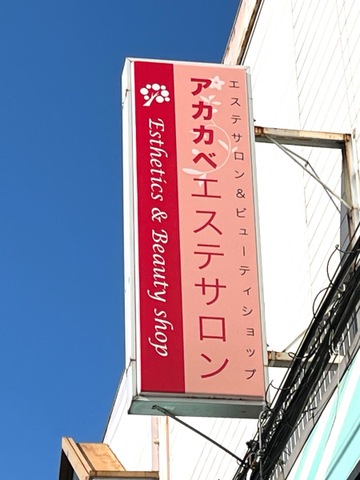 エステサロン&ビューティショップ
アカカベエステサロン
Esthetics & Beauty shop